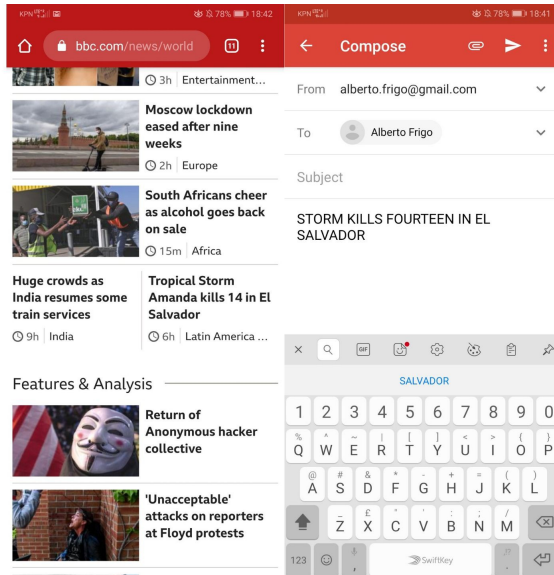 KPN
78%
18:42
bbc.com/news/world
11
3h Entertainment...
Moscow lockdown
eased after nine
weeks
2h Europe
South Africans cheer
as alcohol goes back
on sale
15m Africa
Huge crowds as
India resumes some
train services
9h India
Tropical Storm
Amanda kills 14 in El
Salvador
6h Latin America ...
Features & Analysis
Return of
Anonymous hacker
collective
'Unacceptable'
attacks on reporters
at Floyd protests
KPN
78%
18:41
Compose
From alberto.frigo@gmail.com
To Alberto Frigo
Subject
STORM KILLS FOURTEEN IN EL
SALVADOR
GIF
SALVADOR
1 2 3 4 5 6 7 8 9 0
% ^ ~ | [ ] < > { }
Q W E R T Y U I O P
@ # & * - + = ( )
A S D F G H J K L
_ £ " ' : ; /
Z X C V B N M
123 , SwiftKey .